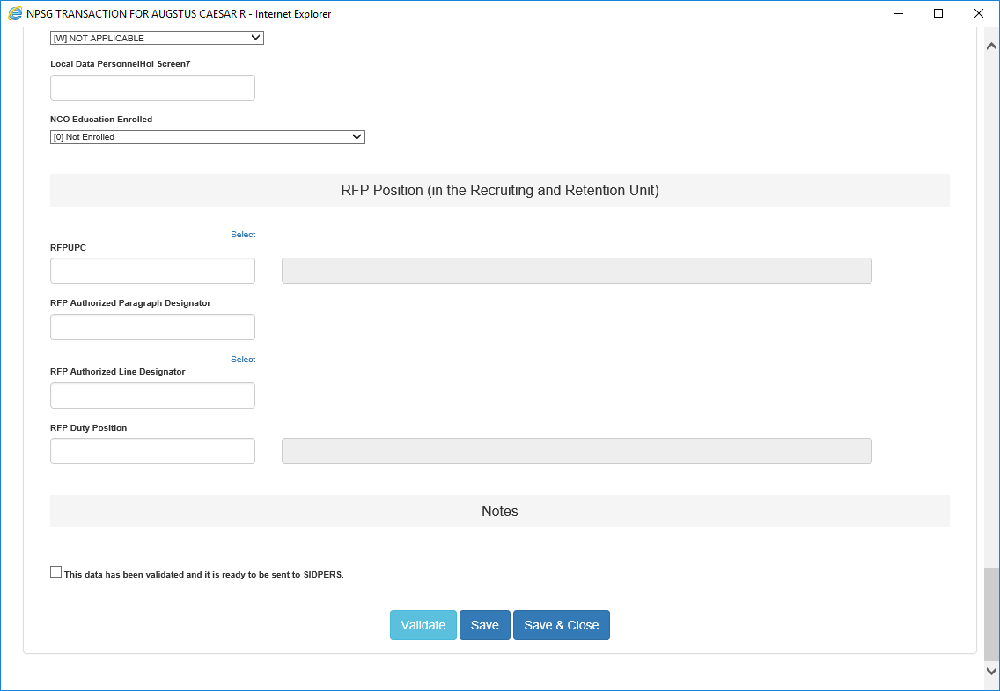 NPSG TRANSACTION FOR AUGSTUS CAESAR R - Internet Explorer
[W] NOT APPLICABLE
Local Data PersonnelHol Screen7
NCO Education Enrolled
[0] Not Enrolled
RFP Position (in the Recruiting and Retention Unit)
Select
RFPUPC
RFP Authorized Paragraph Designator
Select
RFP Authorized Line Designator
RFP Duty Position
Notes
This data has been validated and it is ready to be sent to SIDPERS.
Validate Save Save & Close